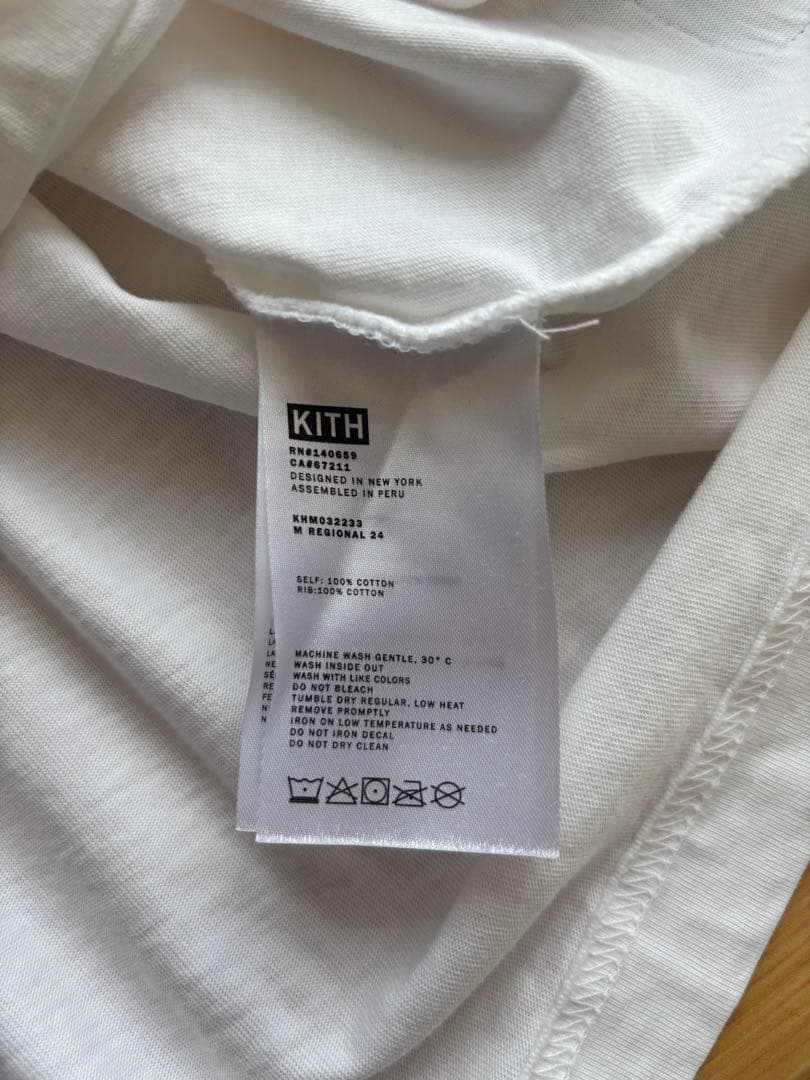 KITH
RN#140659
CA#67211
DESIGNED IN NEW YORK
ASSEMBLED IN PERU
KHM032233
M REGIONAL 24
SELF: 100% COTTON
RIB:100% COTTON
MACHINE WASH GENTLE, 30° C
WASH INSIDE OUT
WASH WITH LIKE COLORS
DO NOT BLEACH
TUMBLE DRY REGULAR, LOW HEAT
REMOVE PROMPTLY
IRON ON LOW TEMPERATURE AS NEEDED
DO NOT IRON DECAL
DO NOT DRY CLEAN